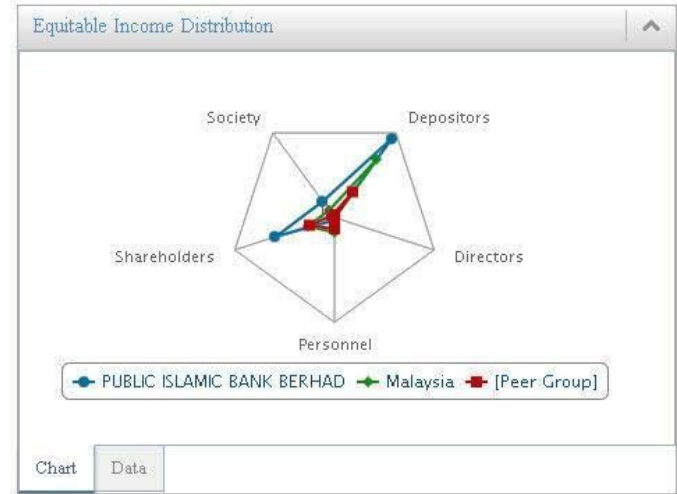 Equitable Income Distribution
Society
Depositors
Shareholders
Directors
Personnel
PUBLIC ISLAMIC BANK BERHAD Malaysia [Peer Group]
Chart Data